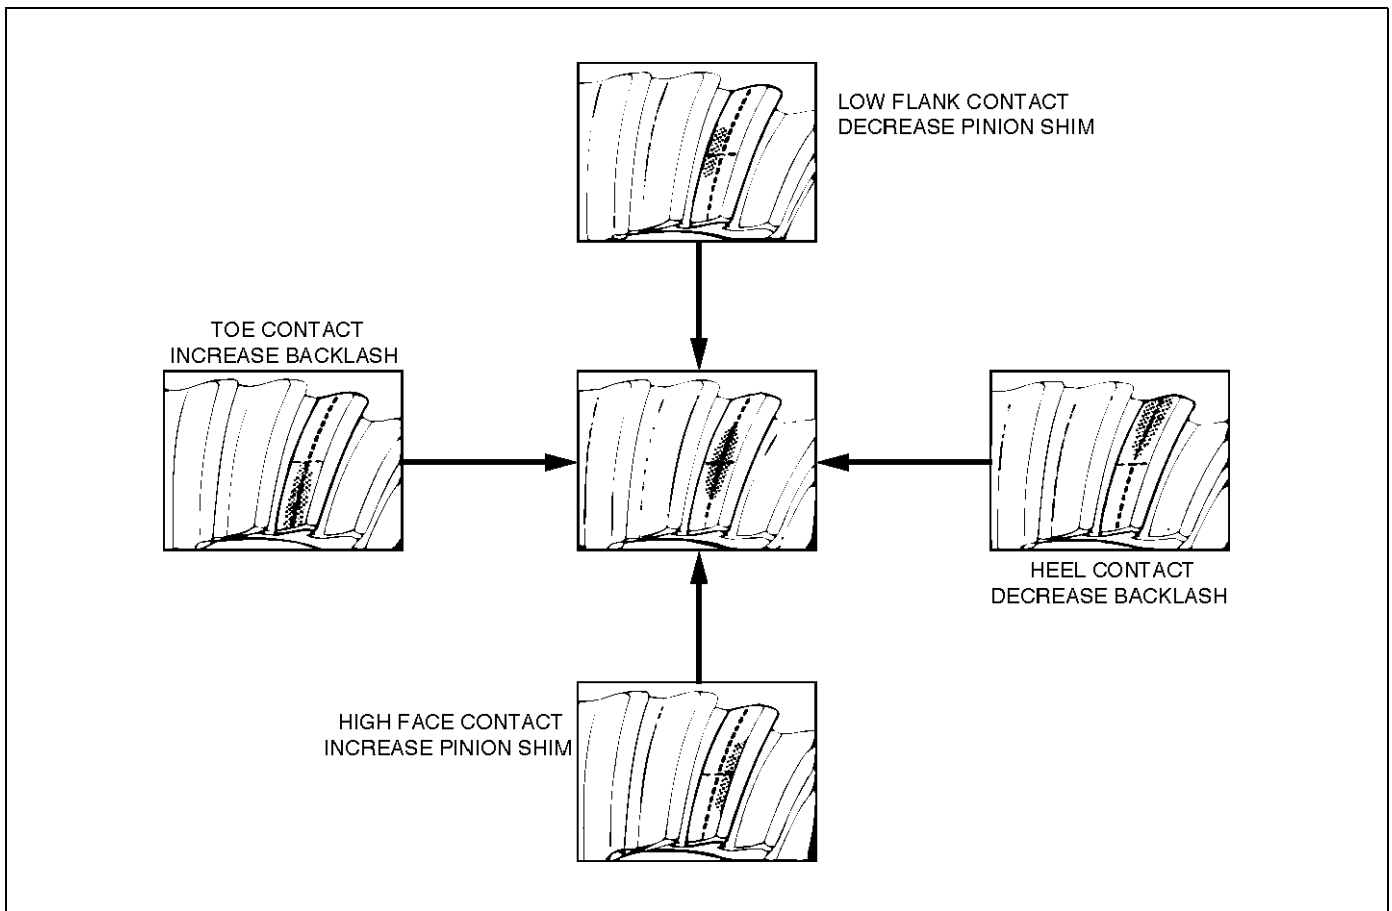 LOW FLANK CONTACT
DECREASE PINION SHIM
TOE CONTACT
INCREASE BACKLASH
HEEL CONTACT
DECREASE BACKLASH
HIGH FACE CONTACT
INCREASE PINION SHIM